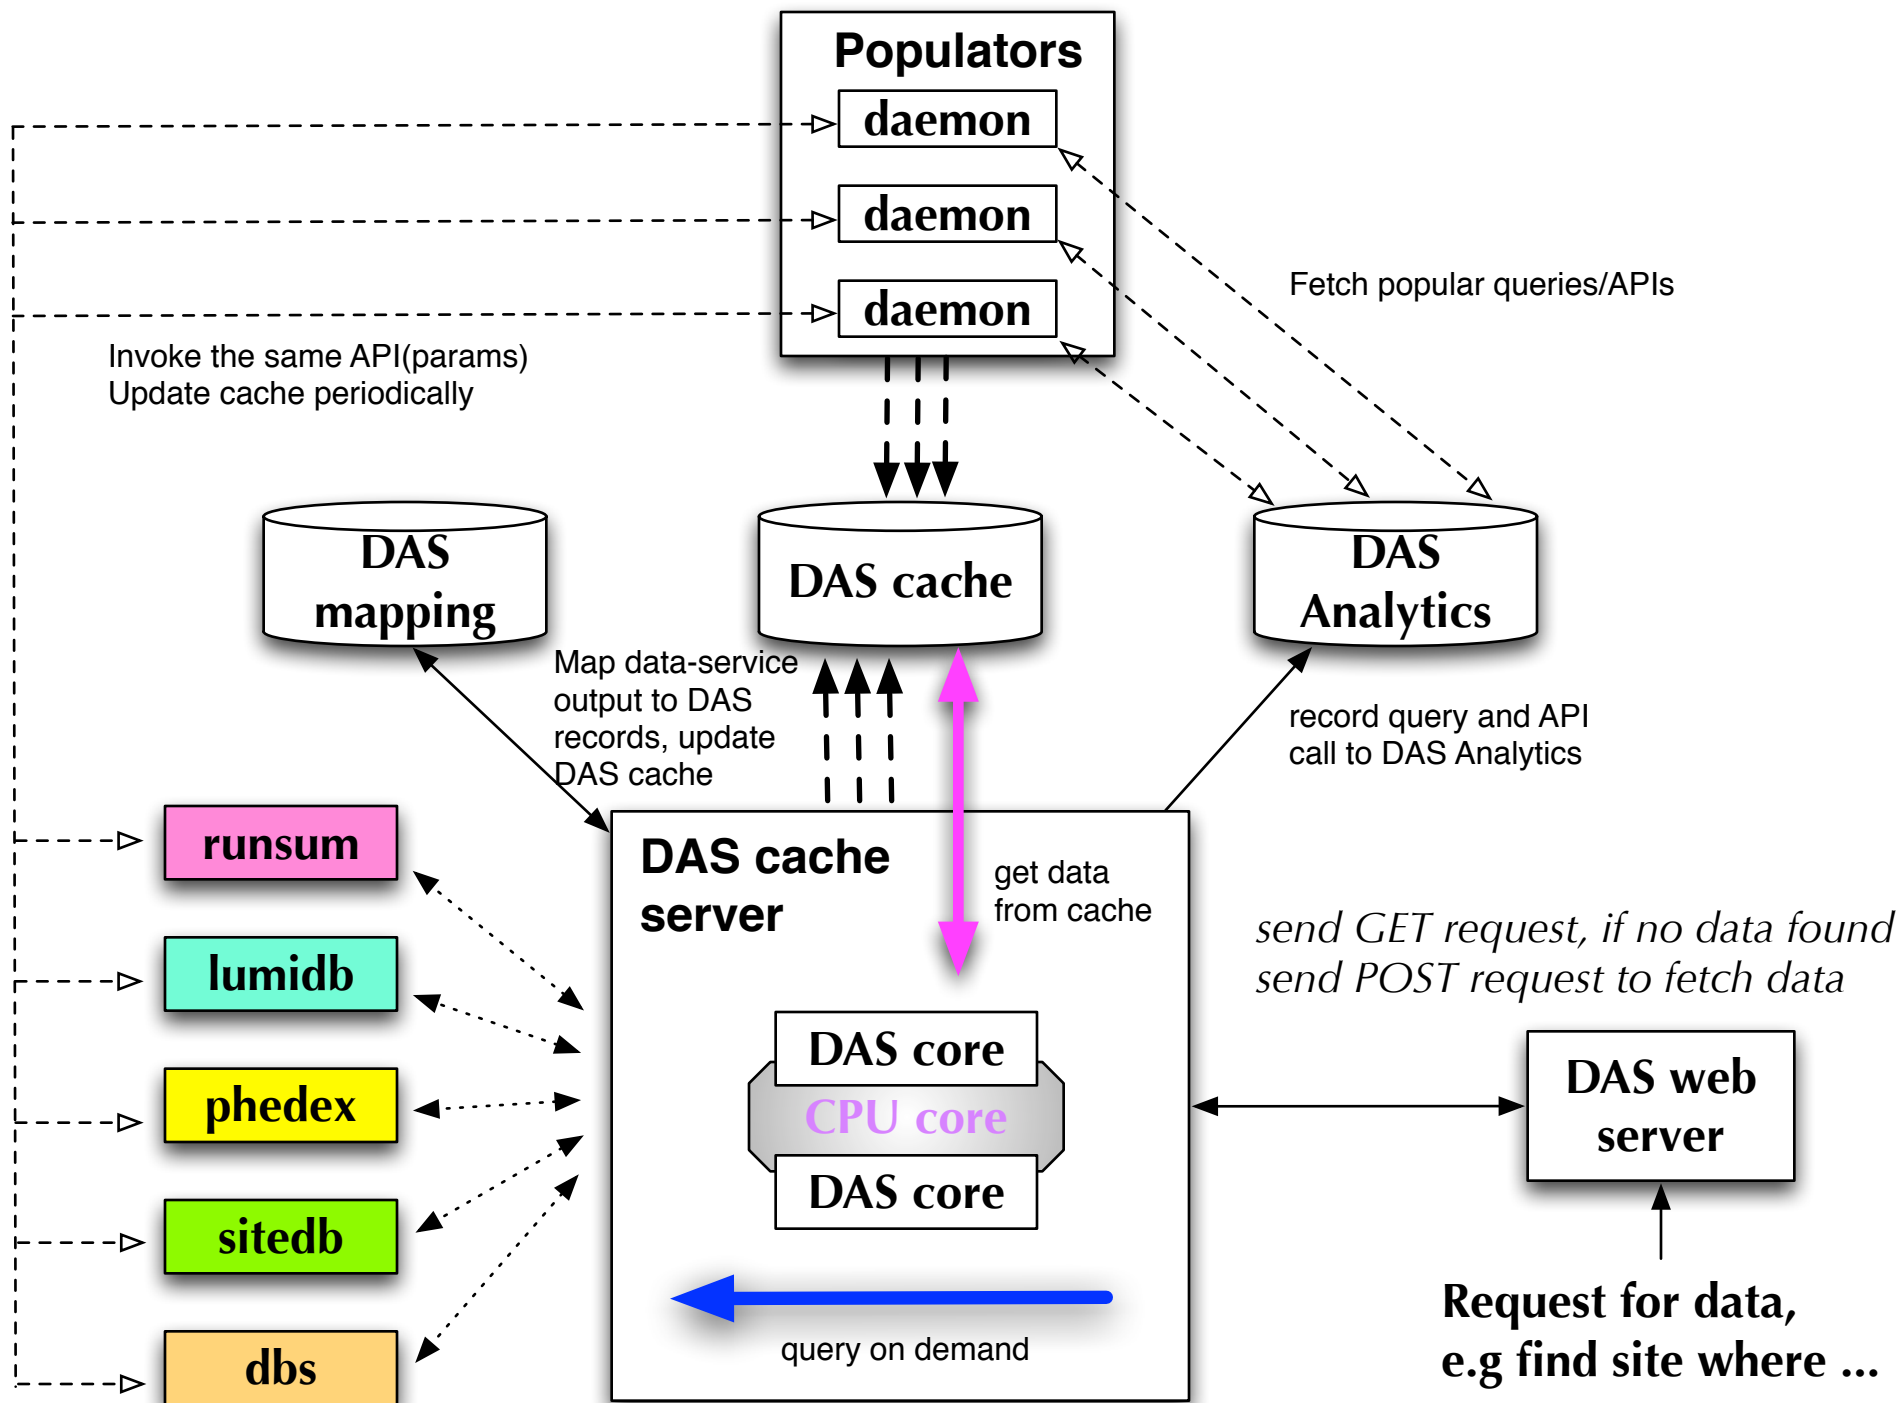 Populators
daemon
daemon
daemon
Fetch popular queries/APIs
Invoke the same API(params)
Update cache periodically
DAS
mapping
DAS cache
DAS
Analytics
Map data-service
output to DAS
records, update
DAS cache
record query and API
call to DAS Analytics
runsum
lumidb
phedex
sitedb
dbs
DAS cache
server
get data
from cache
DAS core
CPU core
DAS core
query on demand
send GET request, if no data found
send POST request to fetch data
DAS web
server
Request for data,
e.g find site where ...